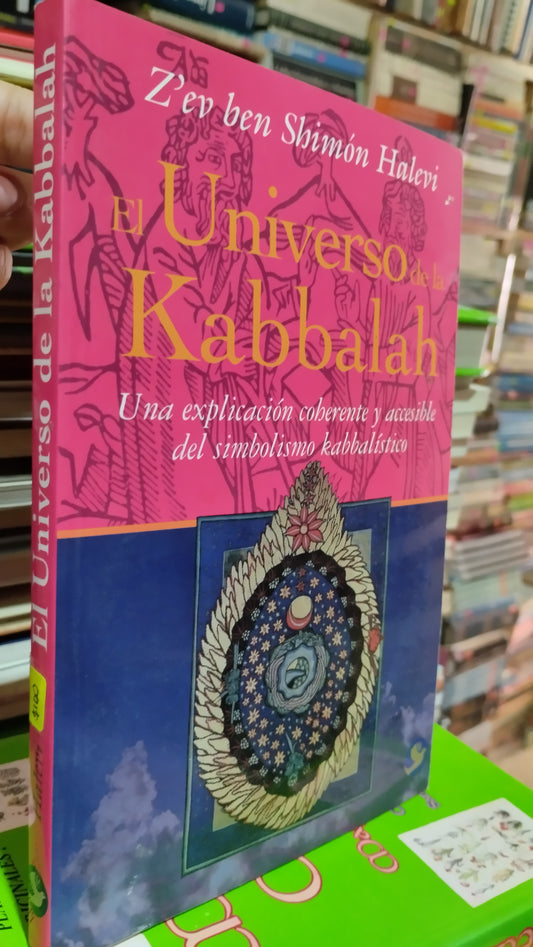 Z'ev ben Shimón Halevi
El Universo de la
Kabbalah
Una explicación coherente y accesible
del simbolismo kabbalístico
El Universo de la Kabbalah
$180